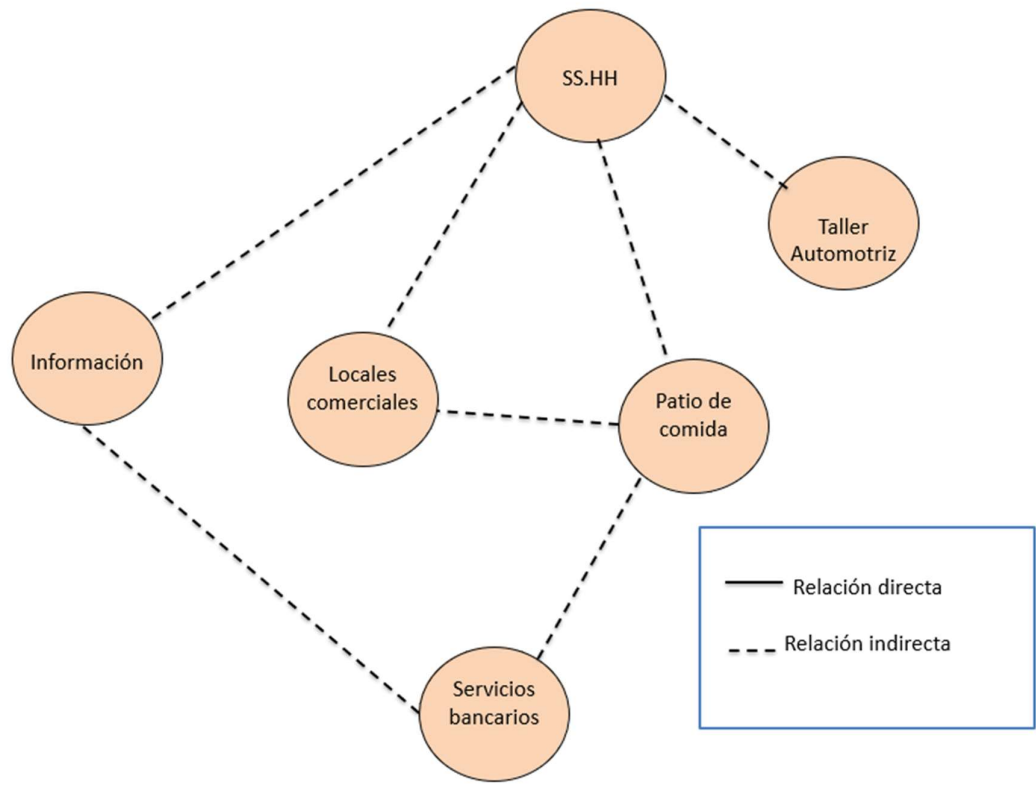 SS.HH
Taller
Automotriz
Información
Locales
comerciales
Patio de
comida
Servicios
bancarios
Relación directa
Relación indirecta